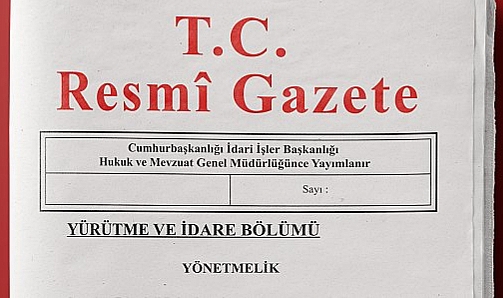 T.C.
Resmî Gazete
Cumhurbaşkanlığı İdari İşler Başkanlığı
Hukuk ve Mevzuat Genel Müdürlüğünce Yayımlanır
Sayı :
YÜRÜTME VE İDARE BÖLÜMÜ
YÖNETMELİK